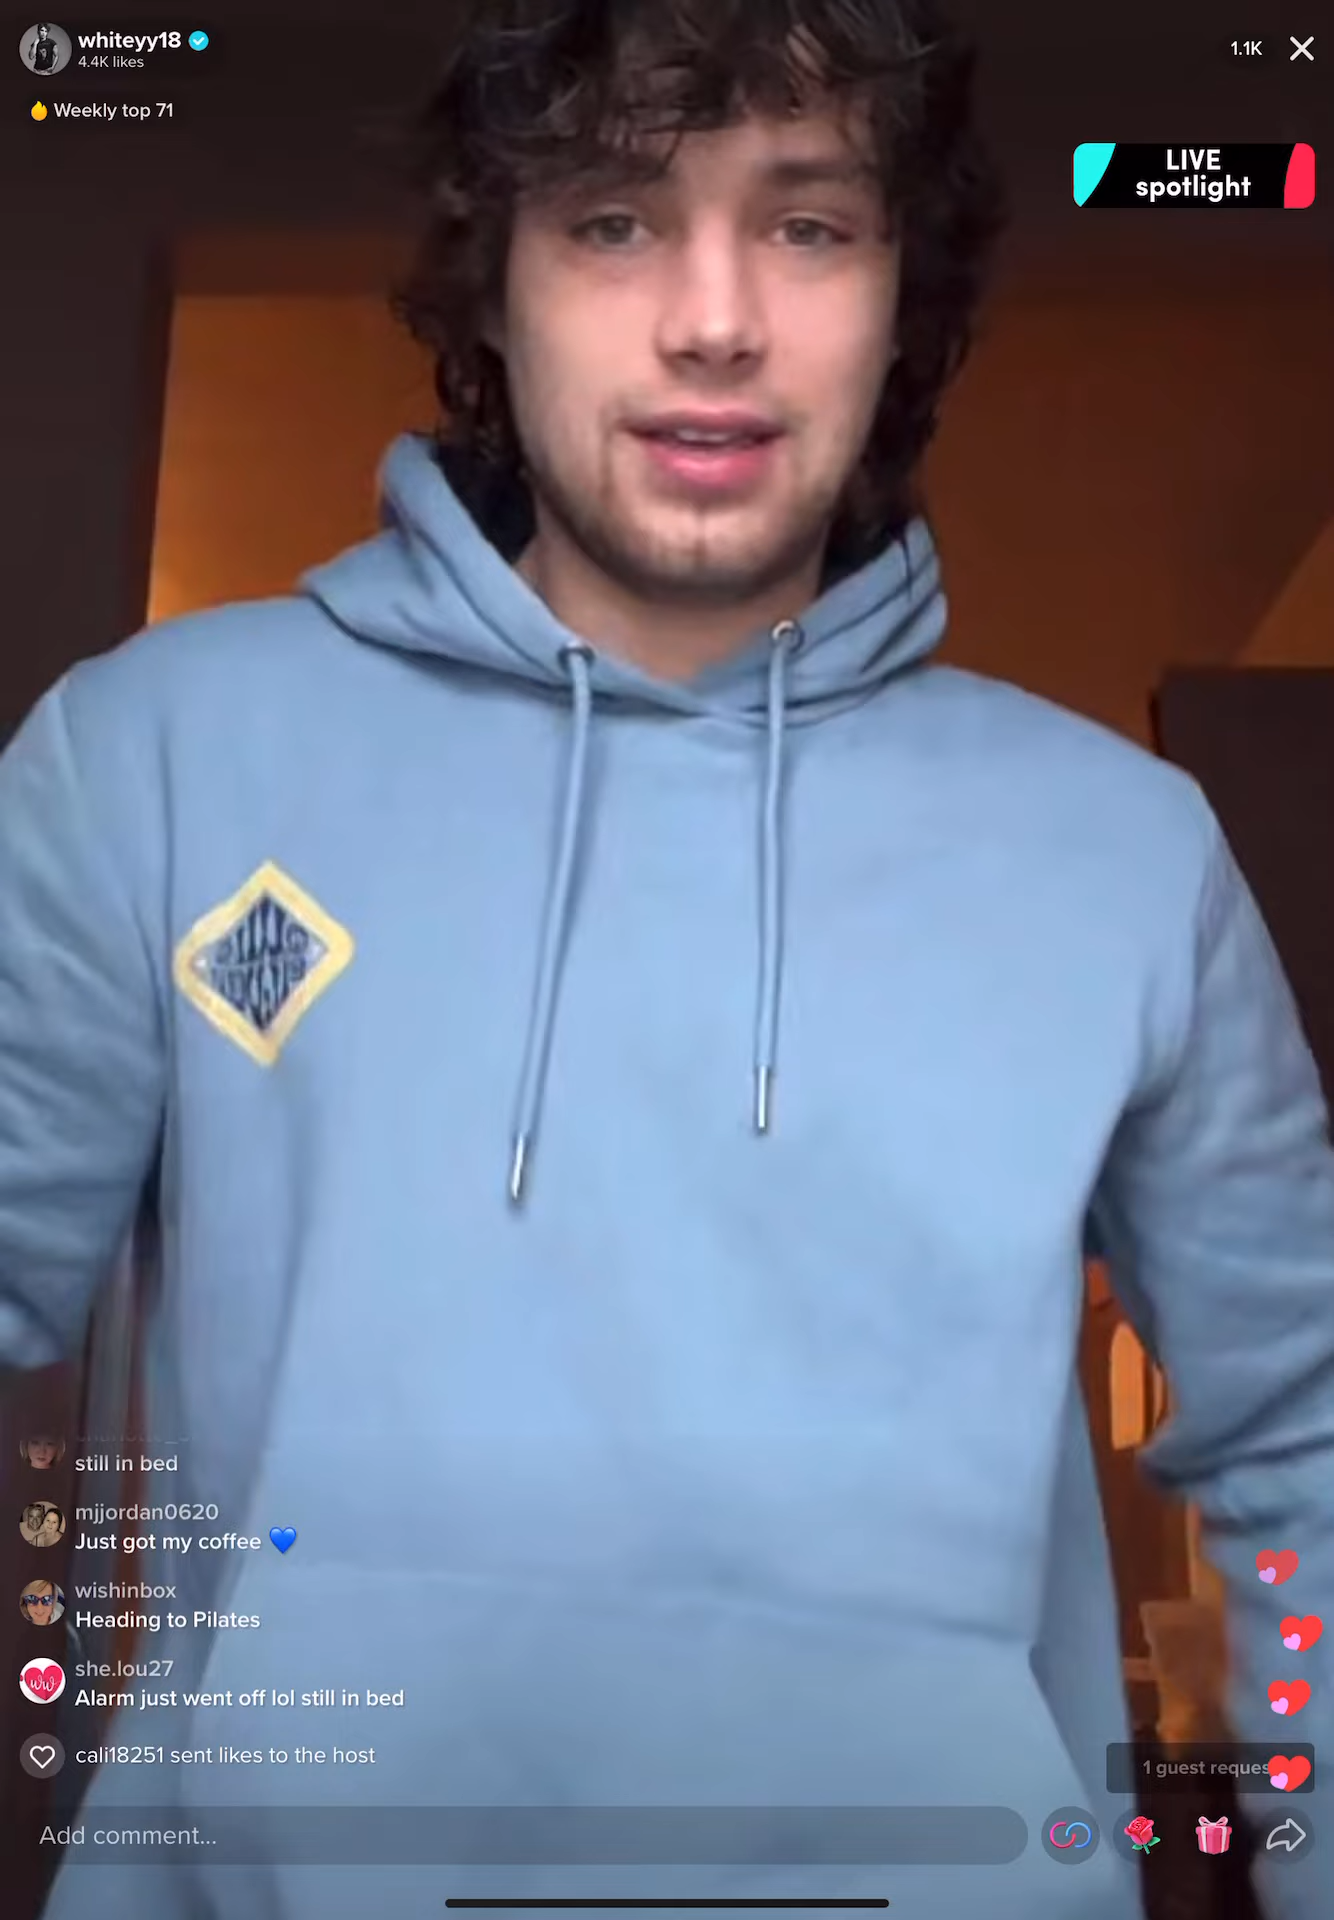 whiteyy18
4.4K likes
1.1K
Weekly top 71
LIVE
spotlight
still in bed
mjjordan0620
Just got my coffee 💙
wishinbox
Heading to Pilates
she.lou27
Alarm just went off lol still in bed
cali18251 sent likes to the host
1 guest reques
Add comment...